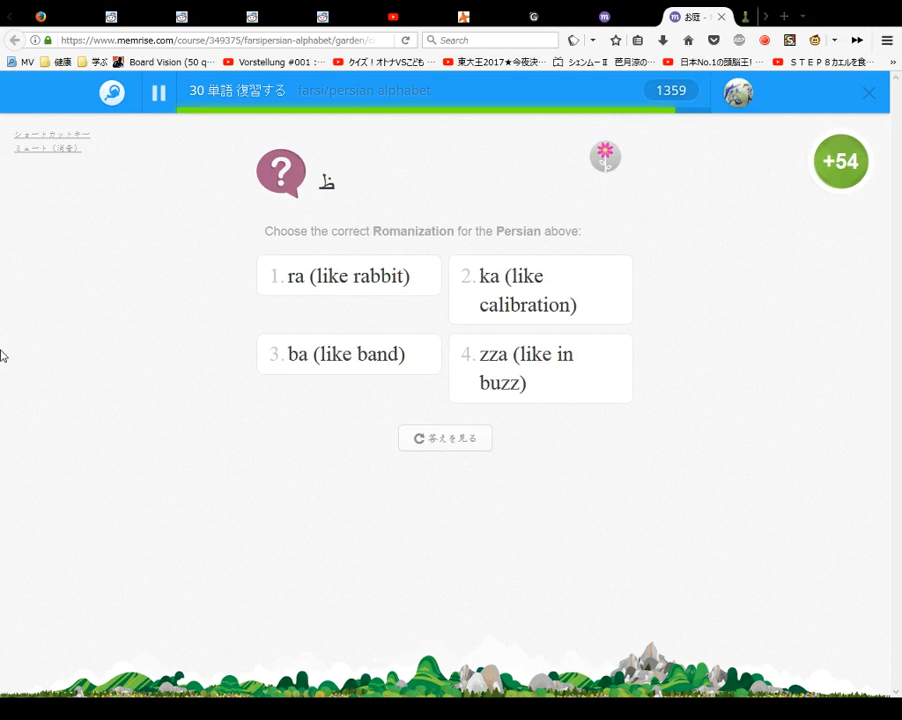 お庭 -
https://www.memrise.com/course/349375/farsipersian-alphabet/garden/c
Search
MV
健康
学ぶ
Board Vision (50 q
Vorstellung #001 :
クイズ！オトナVSこども
東大王2017★今夜決
シェンムーⅡ 芭月涼の
日本No.1の頭脳王!
ＳＴＥＰ８カエルを食
30 単語 復習する farsi/persian alphabet
1359
ショートカットキー
ミュート（消音）
+54
?
ظ
Choose the correct Romanization for the Persian above:
1. ra (like rabbit)
2. ka (like
calibration)
3. ba (like band)
4. zza (like in
buzz)
答えを見る